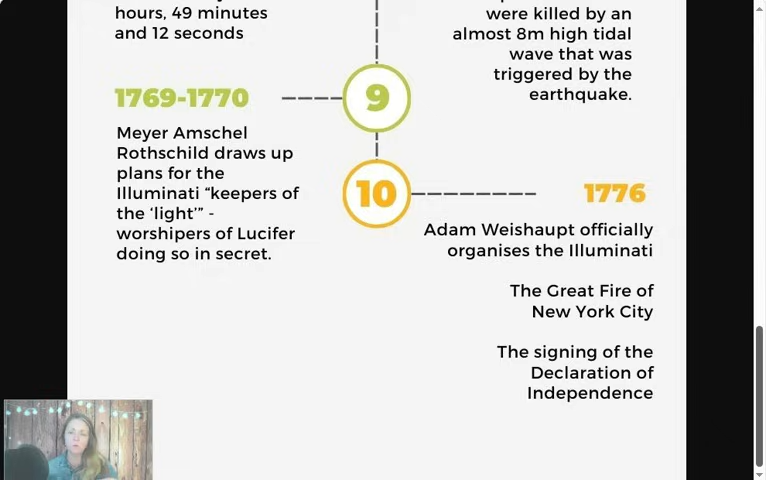 hours, 49 minutes
and 12 seconds
were killed by an
almost 8m high tidal
wave that was
triggered by the
earthquake.
1769-1770
9
Meyer Amschel
Rothschild draws up
plans for the
Illuminati “keepers of
the ‘light’” -
worshipers of Lucifer
doing so in secret.
10
1776
Adam Weishaupt officially
organises the Illuminati
The Great Fire of
New York City
The signing of the
Declaration of
Independence